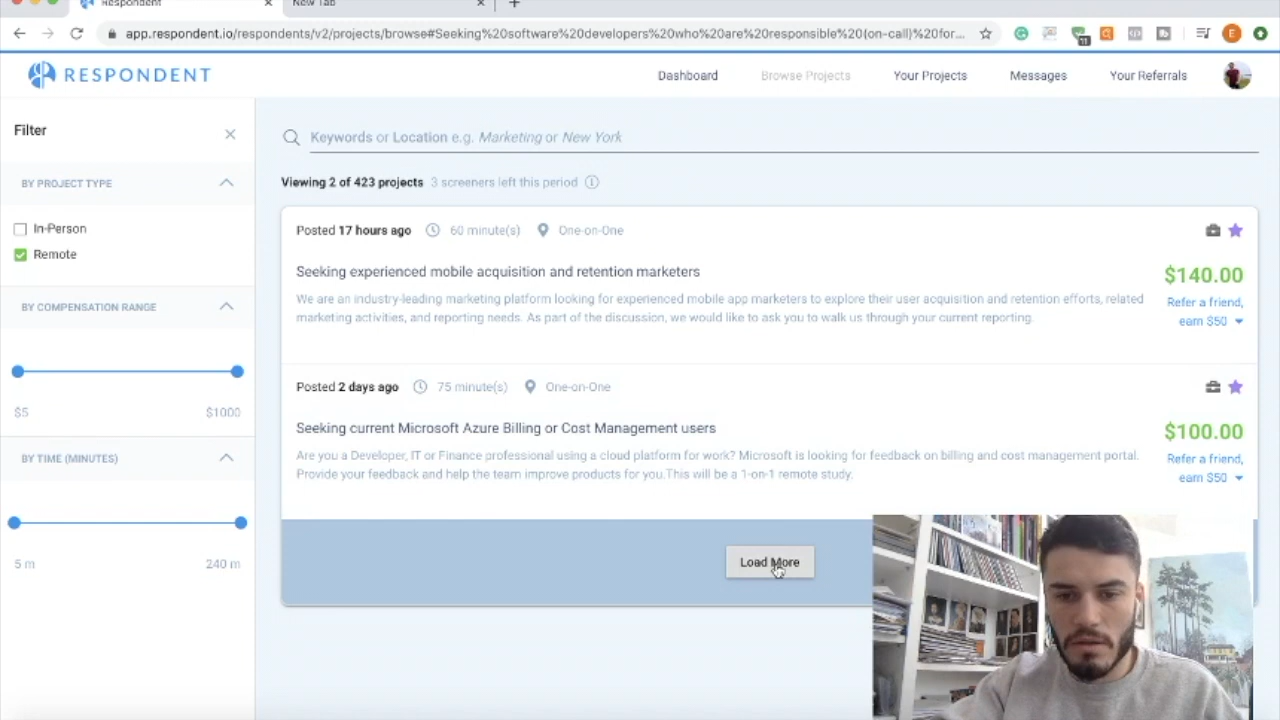 Respondent
New Tab
app.respondent.io/respondents/v2/projects/browse#Seeking%20software%20developers%20who%20are%20responsible%20(on-call)%20for...
E
11
RESPONDENT
Dashboard
Browse Projects
Your Projects
Messages
Your Referrals
Filter
BY PROJECT TYPE
In-Person
Remote
BY COMPENSATION RANGE
$5
$1000
BY TIME (MINUTES)
5 m
240 m
Keywords or Location e.g. Marketing or New York
Viewing 2 of 423 projects 3 screeners left this period
Posted 17 hours ago 60 minute(s) One-on-One
Seeking experienced mobile acquisition and retention marketers
We are an industry-leading marketing platform looking for experienced mobile app marketers to explore their user acquisition and retention efforts, related
marketing activities, and reporting needs. As part of the discussion, we would like to ask you to walk us through your current reporting.
$140.00
Refer a friend,
earn $50
Posted 2 days ago 75 minute(s) One-on-One
Seeking current Microsoft Azure Billing or Cost Management users
Are you a Developer, IT or Finance professional using a cloud platform for work? Microsoft is looking for feedback on billing and cost management portal.
Provide your feedback and help the team improve products for you.This will be a 1-on-1 remote study.
$100.00
Refer a friend,
earn $50
Load More